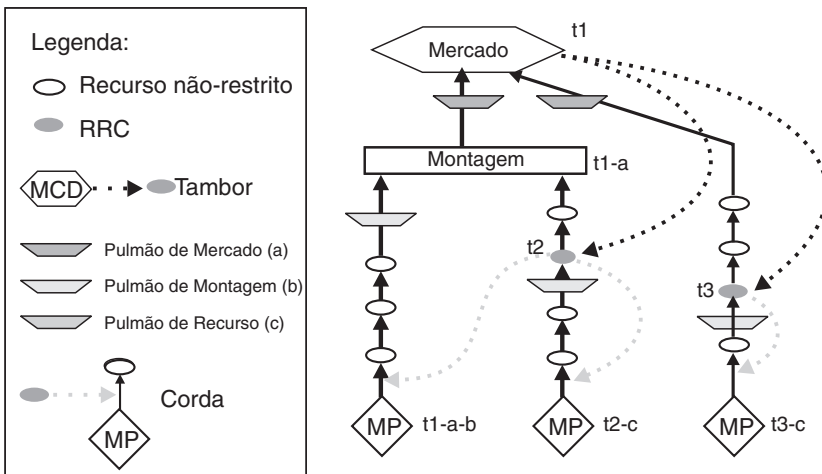 Legenda:
Recurso não-restrito
RRC
MCD
Tambor
Pulmão de Mercado (a)
Pulmão de Montagem (b)
Pulmão de Recurso (c)
Corda
MP
Mercado
t1
Montagem
t1-a
t2
t3
MP
t1-a-b
MP
t2-c
MP
t3-c